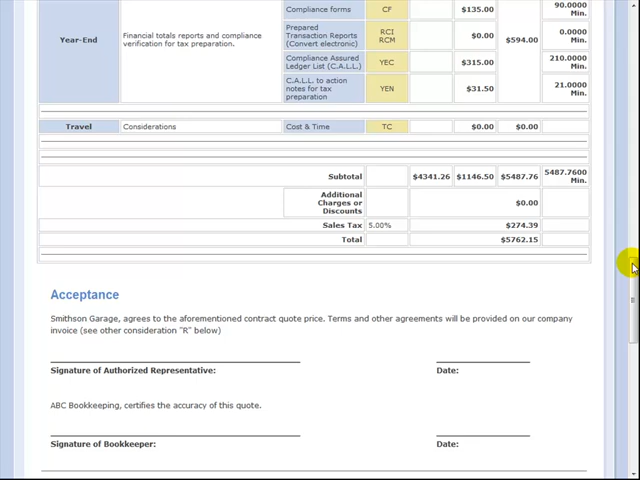 Compliance forms CF $135.00 90.0000 Min.
Year-End Financial totals reports and compliance verification for tax preparation. Prepared Transaction Reports (Convert electronic) RCI RCM $0.00 $594.00 0.0000 Min.
Compliance Assured Ledger List (C.A.L.L.) YEC $315.00 210.0000 Min.
C.A.L.L. to action notes for tax preparation YEN $31.50 21.0000 Min.
Travel Considerations Cost & Time TC $0.00 $0.00
Subtotal $4341.26 $1146.50 $5487.76 5487.7600 Min.
Additional Charges or Discounts $0.00
Sales Tax 5.00% $274.39
Total $5762.15
Acceptance
Smithson Garage, agrees to the aforementioned contract quote price. Terms and other agreements will be provided on our company
invoice (see other consideration "R" below)
Signature of Authorized Representative: Date:
ABC Bookkeeping, certifies the accuracy of this quote.
Signature of Bookkeeper: Date: